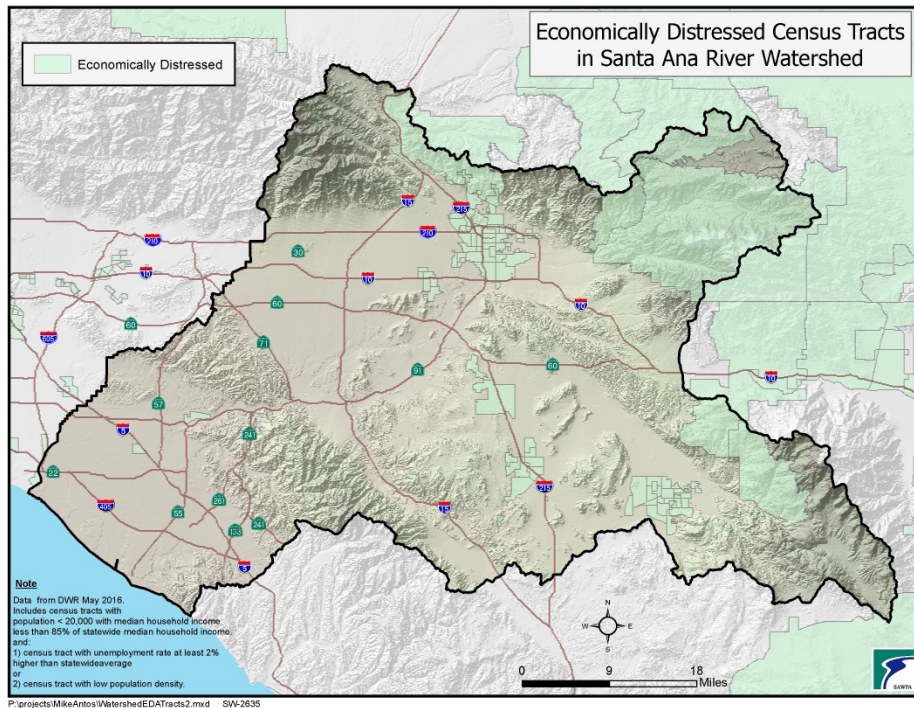 Economically Distressed Census Tracts
in Santa Ana River Watershed
Economically Distressed
15
215
210
210
30
10
10
60
10
60
71
605
91
60
10
57
5
241
22
405
55
261
133
241
5
15
215
Note
Data from DWR May 2016.
Includes census tracts with
population < 20,000 with median household income
less than 85% of statewide median household income.
and:
1) census tract with unemployment rate at least 2%
higher than statewideaverage
or
2) census tract with low population density.
N
W E
S
0 9 18
Miles
SAWPA
P:\projects\MikeAntos\WatershedEDATracts2.mxd SW-2635